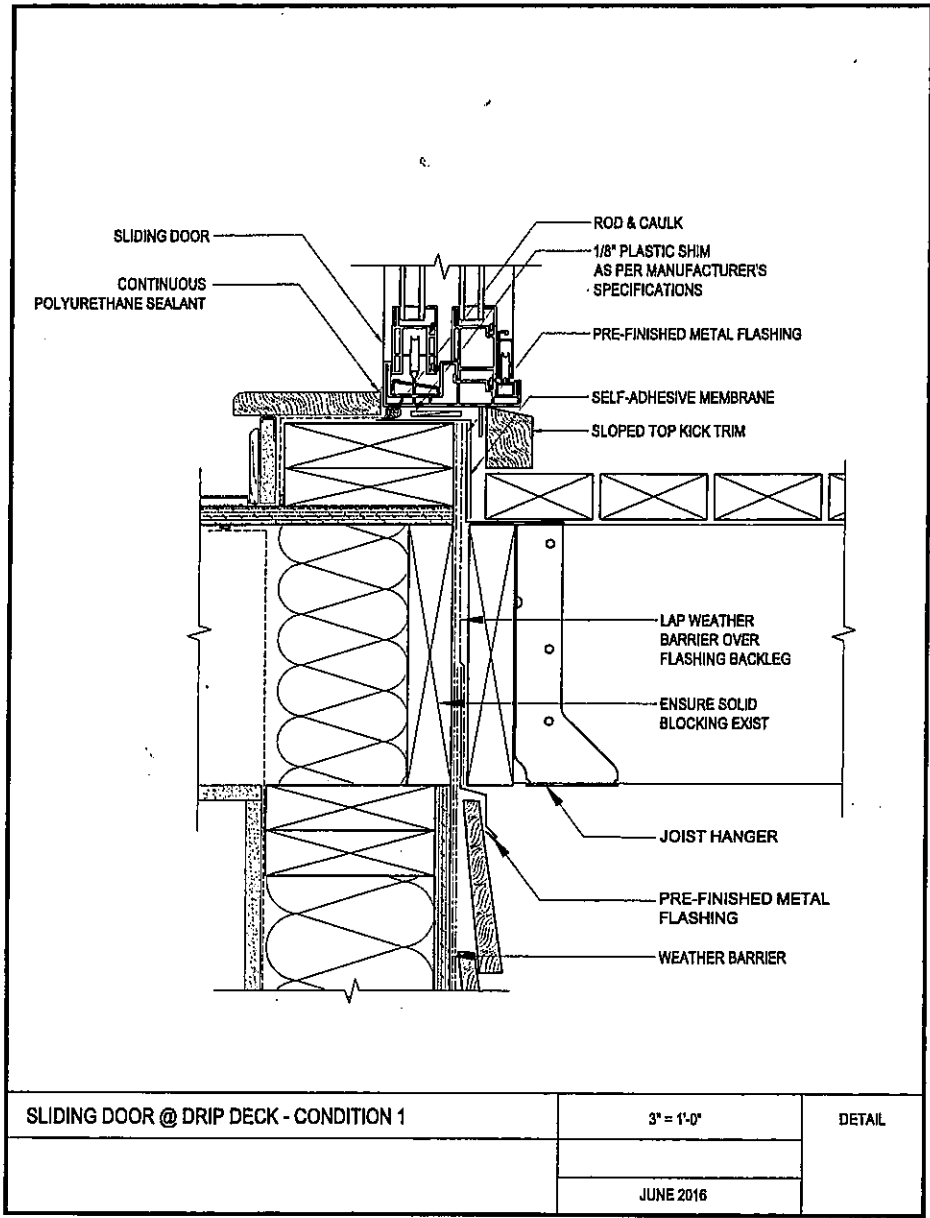 SLIDING DOOR
CONTINUOUS
POLYURETHANE SEALANT
ROD & CAULK
1/8" PLASTIC SHIM
AS PER MANUFACTURER'S
SPECIFICATIONS
PRE-FINISHED METAL FLASHING
SELF-ADHESIVE MEMBRANE
SLOPED TOP KICK TRIM
LAP WEATHER
BARRIER OVER
FLASHING BACKLEG
ENSURE SOLID
BLOCKING EXIST
JOIST HANGER
PRE-FINISHED METAL
FLASHING
WEATHER BARRIER
SLIDING DOOR @ DRIP DECK - CONDITION 1
3" = 1'-0"
DETAIL
JUNE 2016